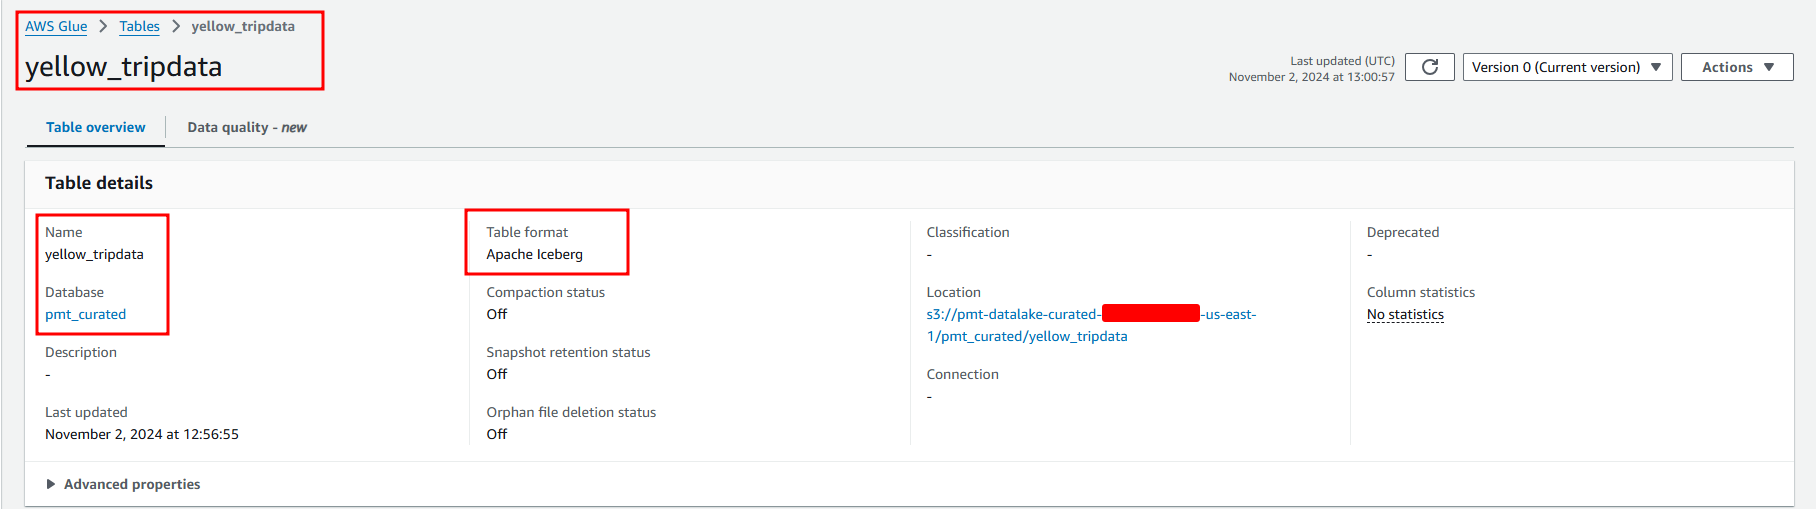 AWS Glue > Tables > yellow_tripdata
yellow_tripdata
Last updated (UTC)
November 2, 2024 at 13:00:57
Version 0 (Current version)
Actions
Table overview
Data quality - new
Table details
Name
yellow_tripdata
Database
pmt_curated
Description
-
Last updated
November 2, 2024 at 12:56:55
Table format
Apache Iceberg
Compaction status
Off
Snapshot retention status
Off
Orphan file deletion status
Off
Classification
-
Location
s3://pmt-datalake-curated- -us-east-
1/pmt_curated/yellow_tripdata
Connection
-
Deprecated
-
Column statistics
No statistics
Advanced properties